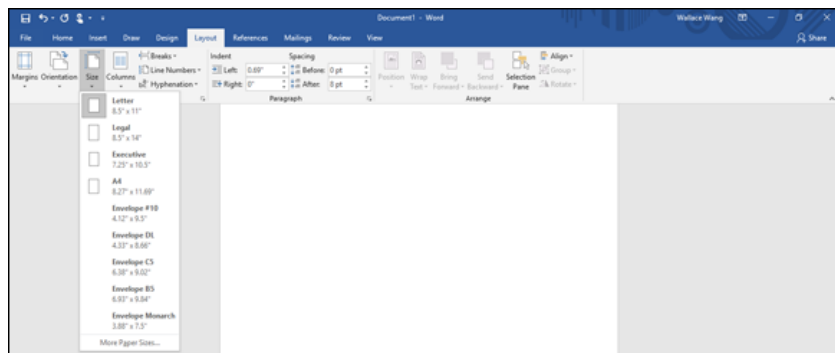 Document1 - Word
Wallace Wang
File Home Insert Draw Design Layout References Mailings Review View
Share
Margins Orientation Size Columns
Breaks
Line Numbers
Hyphenation
Indent
Left: 0.69"
Right: 0"
Spacing
Before: 0 pt
After: 8 pt
Paragraph
Position Wrap Text Bring Forward Send Backward Selection Pane
Align
Group
Rotate
Arrange
Letter
8.5" x 11"
Legal
8.5" x 14"
Executive
7.25" x 10.5"
A4
8.27" x 11.69"
Envelope #10
4.12" x 9.5"
Envelope DL
4.33" x 8.66"
Envelope C5
6.38" x 9.02"
Envelope B5
6.93" x 9.84"
Envelope Monarch
3.88" x 7.5"
More Paper Sizes...